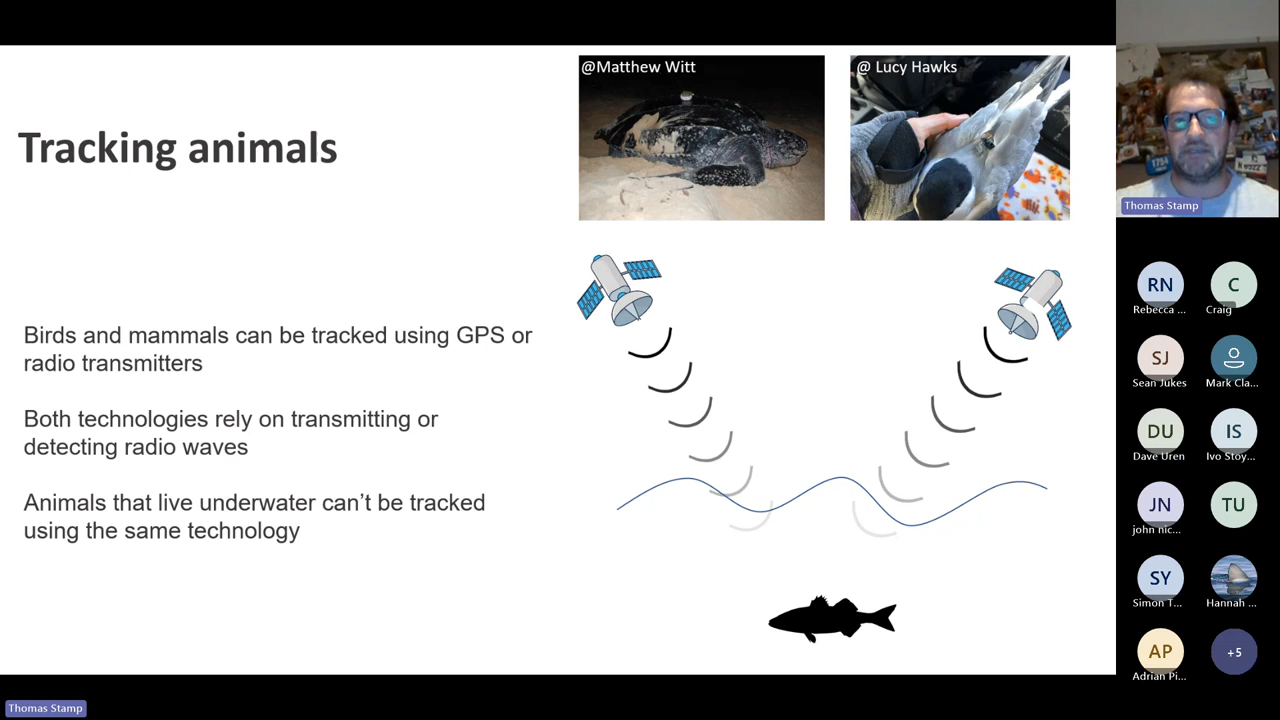 @Matthew Witt
@ Lucy Hawks
Tracking animals
Birds and mammals can be tracked using GPS or
radio transmitters
Both technologies rely on transmitting or
detecting radio waves
Animals that live underwater can't be tracked
using the same technology
Thomas Stamp
RN
Rebecca ...
C
Craig
SJ
Sean Jukes
Mark Cla...
DU
Dave Uren
IS
Ivo Stoy...
JN
john nic...
TU
SY
Simon T...
Hannah ...
AP
Adrian Pi...
+5
Thomas Stamp